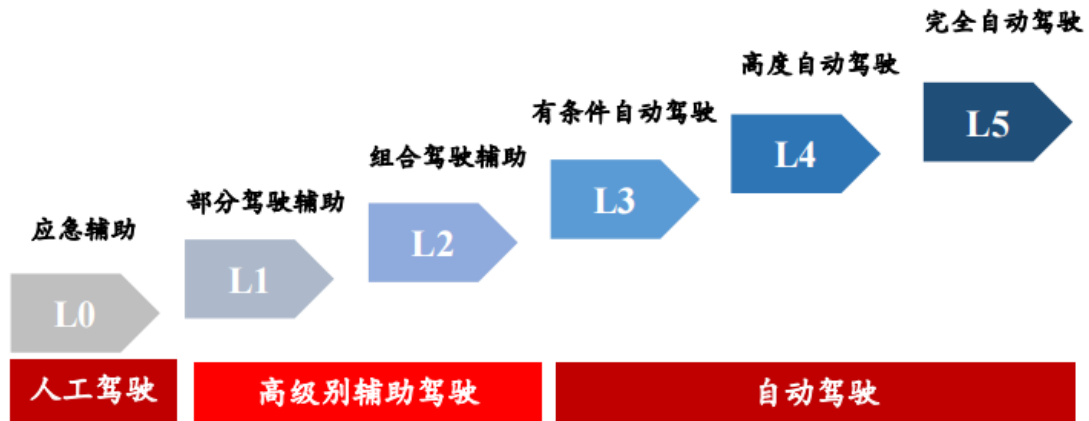 完全自动驾驶
高度自动驾驶
L5
有条件自动驾驶
L4
组合驾驶辅助
L3
部分驾驶辅助
L2
应急辅助
L1
L0
人工驾驶
高级别辅助驾驶
自动驾驶